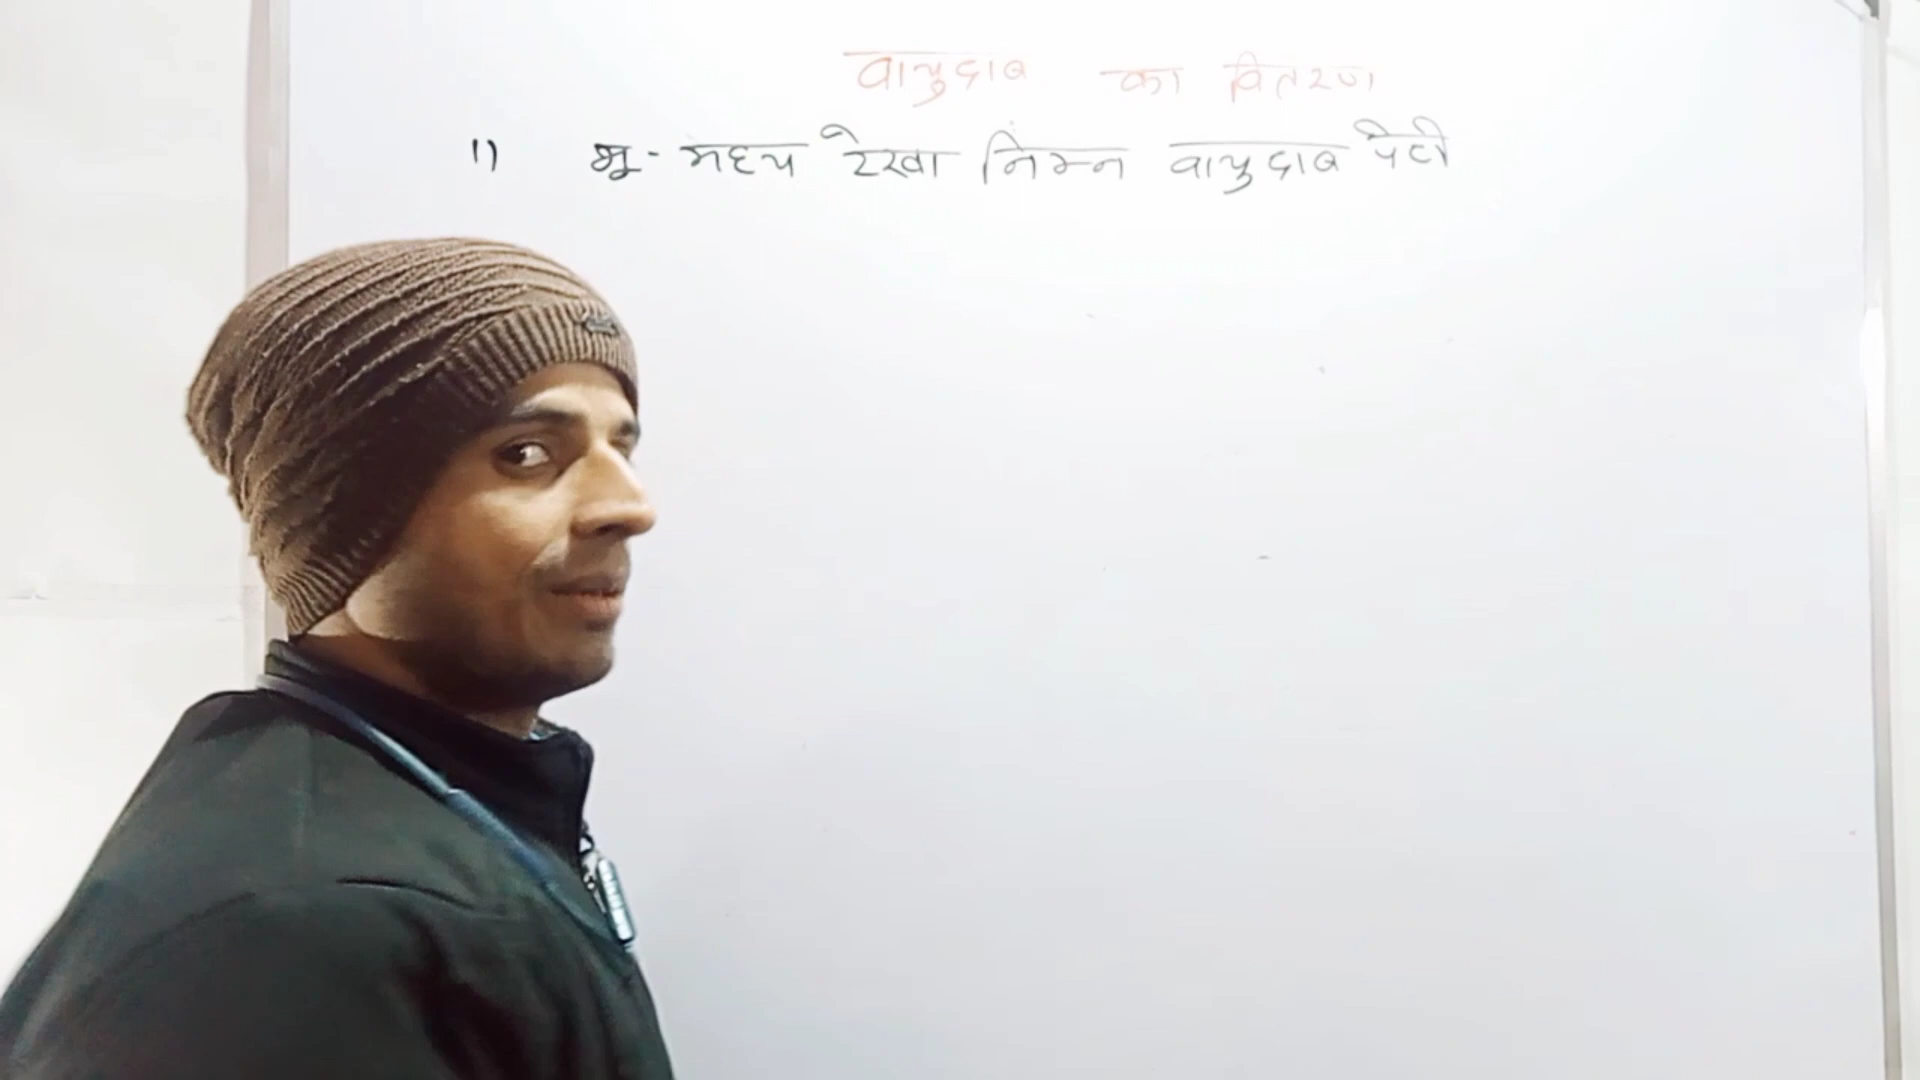 वायुदाब का वितरण
1) भू - मध्य रेखा निम्न वायुदाब पेटी